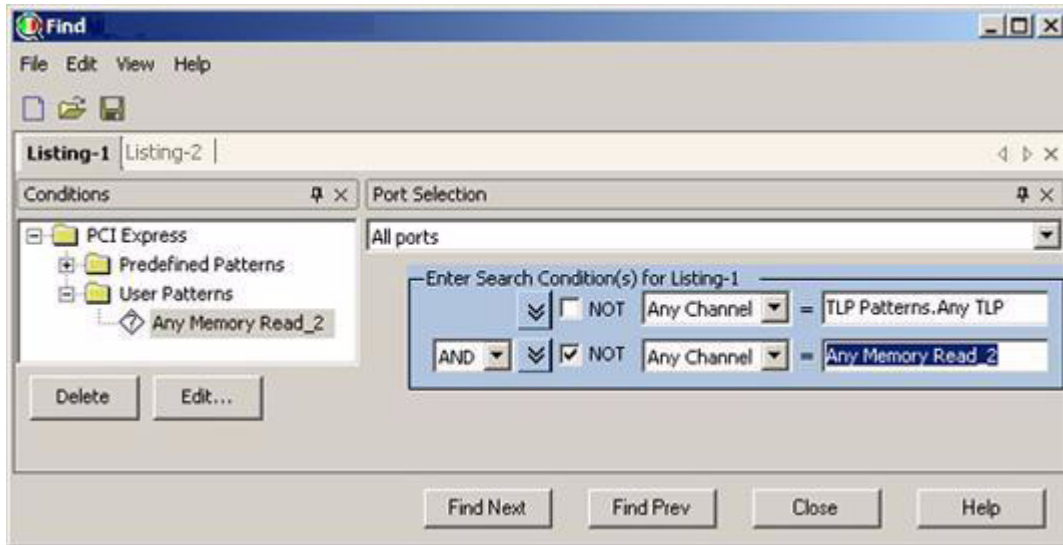 Find
File Edit View Help
Listing-1 Listing-2
Conditions
Port Selection
PCI Express
Predefined Patterns
User Patterns
Any Memory Read_2
Delete Edit...
All ports
Enter Search Condition(s) for Listing-1
NOT Any Channel = TLP Patterns.Any TLP
AND NOT Any Channel = Any Memory Read_2
Find Next Find Prev Close Help